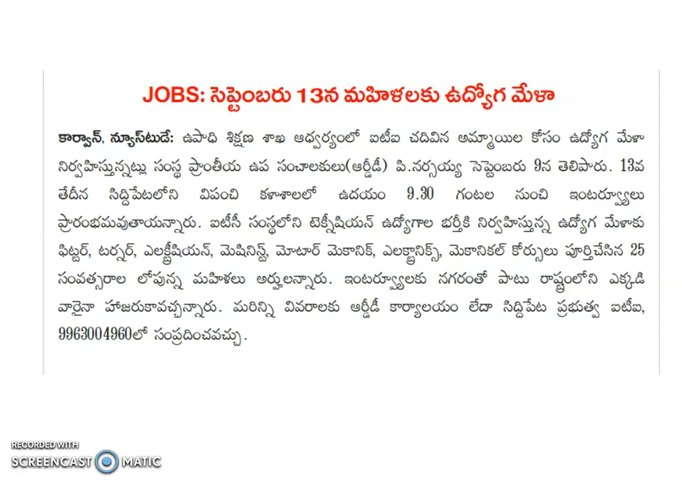 JOBS: సెప్టెంబరు 13న మహిళలకు ఉద్యోగ మేళా
కార్వాన్, న్యూస్‌టుడే: ఉపాధి శిక్షణ శాఖ ఆధ్వర్యంలో ఐటీఐ చదివిన అమ్మాయిల కోసం ఉద్యోగ మేళా
నిర్వహిస్తున్నట్లు సంస్థ ప్రాంతీయ ఉప సంచాలకులు(ఆర్డీడీ) పి.నర్సయ్య సెప్టెంబరు 9న తెలిపారు. 13వ
తేదీన సిద్దిపేటలోని విపంచి కళాశాలలో ఉదయం 9.30 గంటల నుంచి ఇంటర్వ్యూలు
ప్రారంభమవుతాయన్నారు. ఐటీసీ సంస్థలోని టెక్నీషియన్ ఉద్యోగాల భర్తీకి నిర్వహిస్తున్న ఉద్యోగ మేళాకు
ఫిట్టర్, టర్నర్, ఎలక్ట్రీషియన్, మెషినిస్ట్, మోటార్ మెకానిక్, ఎలక్ట్రానిక్స్, మెకానికల్ కోర్సులు పూర్తిచేసిన 25
సంవత్సరాల లోపున్న మహిళలు అర్హులన్నారు. ఇంటర్వ్యూలకు నగరంతో పాటు రాష్ట్రంలోని ఎక్కడి
వారైనా హాజరుకావచ్చన్నారు. మరిన్ని వివరాలకు ఆర్డీడీ కార్యాలయం లేదా సిద్దిపేట ప్రభుత్వ ఐటీఐ,
9963004960లో సంప్రదించవచ్చు.
RECORDED WITH
SCREENCAST MATIC